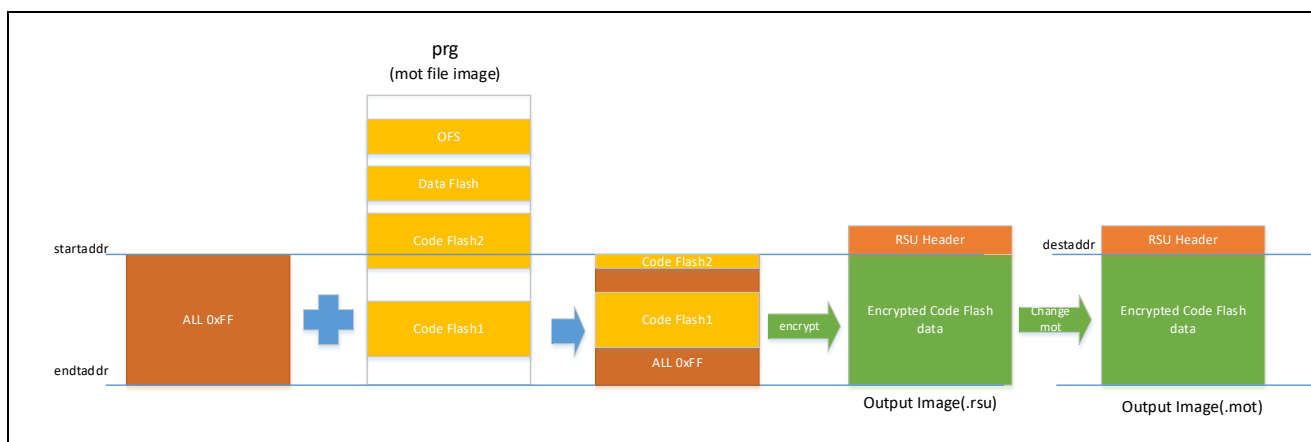 prg
(mot file image)
OFS
Data Flash
Code Flash2
Code Flash1
startaddr
endtaddr
ALL 0xFF
Code Flash2
Code Flash1
ALL 0xFF
encrypt
RSU Header
Encrypted Code Flash
data
Output Image(.rsu)
Change
mot
destaddr
RSU Header
Encrypted Code Flash
data
Output Image(.mot)